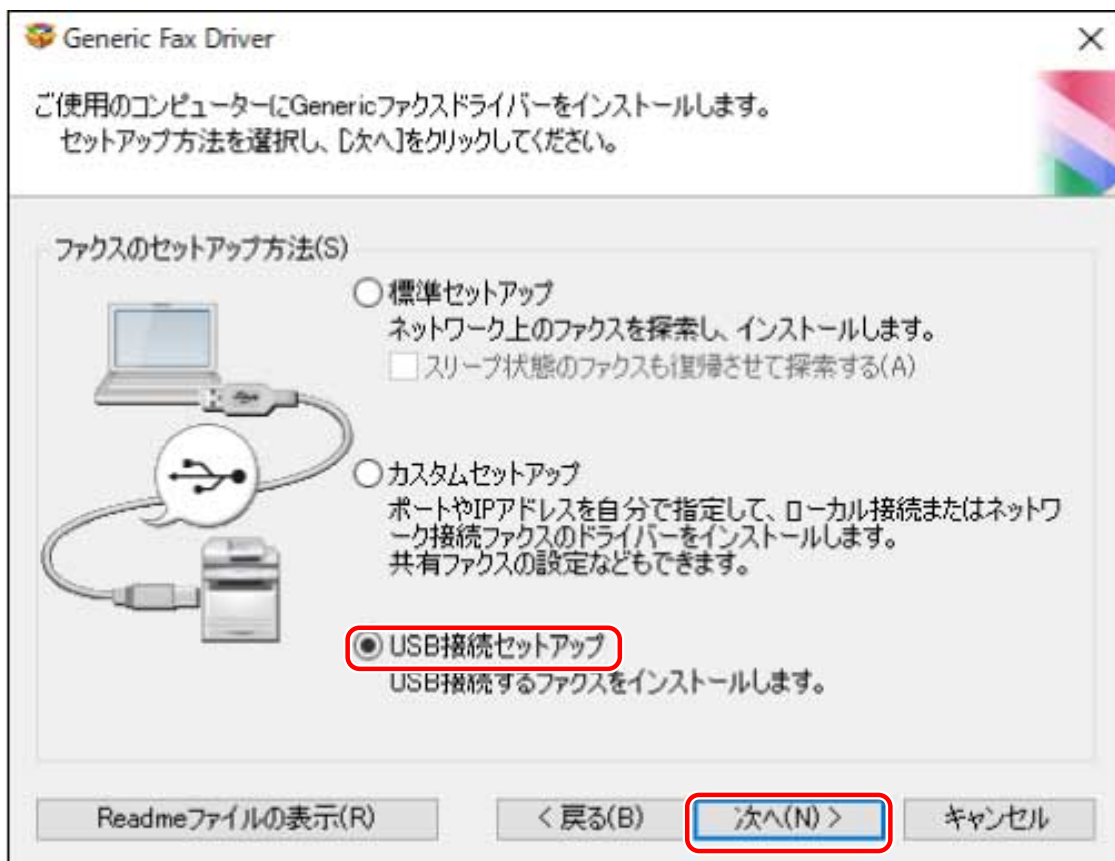 Generic Fax Driver
ご使用のコンピューターにGenericファクスドライバーをインストールします。
セットアップ方法を選択し、[次へ]をクリックしてください。
ファクスのセットアップ方法(S)
標準セットアップ
ネットワーク上のファクスを探索し、インストールします。
スリープ状態のファクスも復帰させて探索する(A)
カスタムセットアップ
ポートやIPアドレスを自分で指定して、ローカル接続またはネットワ
ーク接続ファクスのドライバーをインストールします。
共有ファクスの設定などもできます。
USB接続セットアップ
USB接続するファクスをインストールします。
Readmeファイルの表示(R)
< 戻る(B)
次へ(N) >
キャンセル